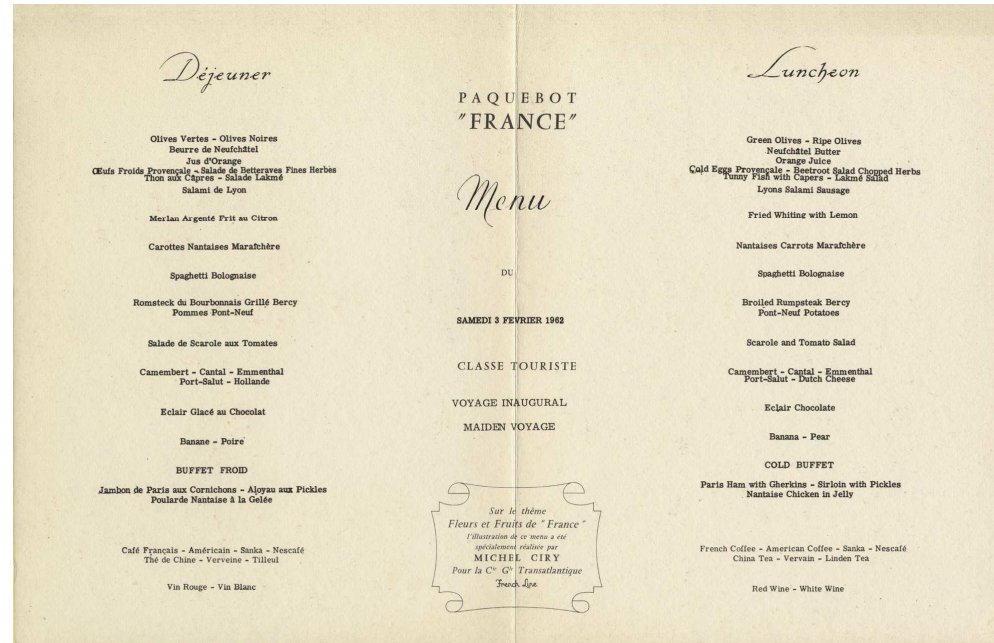 Déjeuner
Olives Vertes - Olives Noires
Beurre de Neufchâtel
Jus d'Orange
Œufs Froids Provençale - Salade de Betteraves Fines Herbes
Thon aux Câpres - Salade Lakmé
Salami de Lyon
Merlan Argenté Frit au Citron
Carottes Nantaises Maraîchère
Spaghetti Bolognaise
Romsteck du Bourbonnais Grillé Bercy
Pommes Pont-Neuf
Salade de Scarole aux Tomates
Camembert - Cantal - Emmenthal
Port-Salut - Hollande
Eclair Glacé au Chocolat
Banane - Poire
BUFFET FROID
Jambon de Paris aux Cornichons - Aloyau aux Pickles
Poularde Nantaise à la Gelée
Café Français - Américain - Sanka - Nescafé
Thé de Chine - Verveine - Tilleul
Vin Rouge - Vin Blanc
PAQUEBOT
"FRANCE"
Menu
DU
SAMEDI 3 FEVRIER 1962
CLASSE TOURISTE
VOYAGE INAUGURAL
MAIDEN VOYAGE
Sur le thème
Fleurs et Fruits de "France"
l'illustration de ce menu a été
spécialement réalisée par
MICHEL CIRY
Pour la Cie Gle Transatlantique
French Line
Luncheon
Green Olives - Ripe Olives
Neufchâtel Butter
Orange Juice
Cold Eggs Provençale - Beetroot Salad Chopped Herbs
Tunny Fish with Capers - Lakmé Salad
Lyons Salami Sausage
Fried Whiting with Lemon
Nantaises Carrots Maraîchère
Spaghetti Bolognaise
Broiled Rumpsteak Bercy
Pont-Neuf Potatoes
Scarole and Tomato Salad
Camembert - Cantal - Emmenthal
Port-Salut - Dutch Cheese
Eclair Chocolate
Banana - Pear
COLD BUFFET
Paris Ham with Gherkins - Sirloin with Pickles
Nantaise Chicken in Jelly
French Coffee - American Coffee - Sanka - Nescafé
China Tea - Vervain - Linden Tea
Red Wine - White Wine